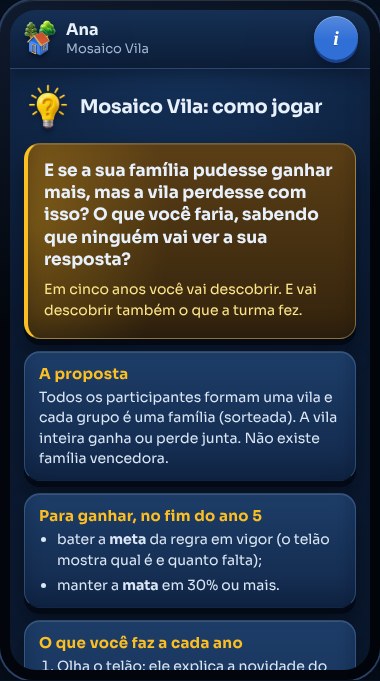 Ana
Mosaico Vila
i
Mosaico Vila: como jogar
E se a sua família pudesse ganhar
mais, mas a vila perdesse com
isso? O que você faria, sabendo
que ninguém vai ver a sua
resposta?
Em cinco anos você vai descobrir. E vai
descobrir também o que a turma fez.
A proposta
Todos os participantes formam uma vila e
cada grupo é uma família (sorteada). A vila
inteira ganha ou perde junta. Não existe
família vencedora.
Para ganhar, no fim do ano 5
• bater a meta da regra em vigor (o telão
mostra qual é e quanto falta);
• manter a mata em 30% ou mais.
O que você faz a cada ano
1. Olha o telão: ele explica a novidade do